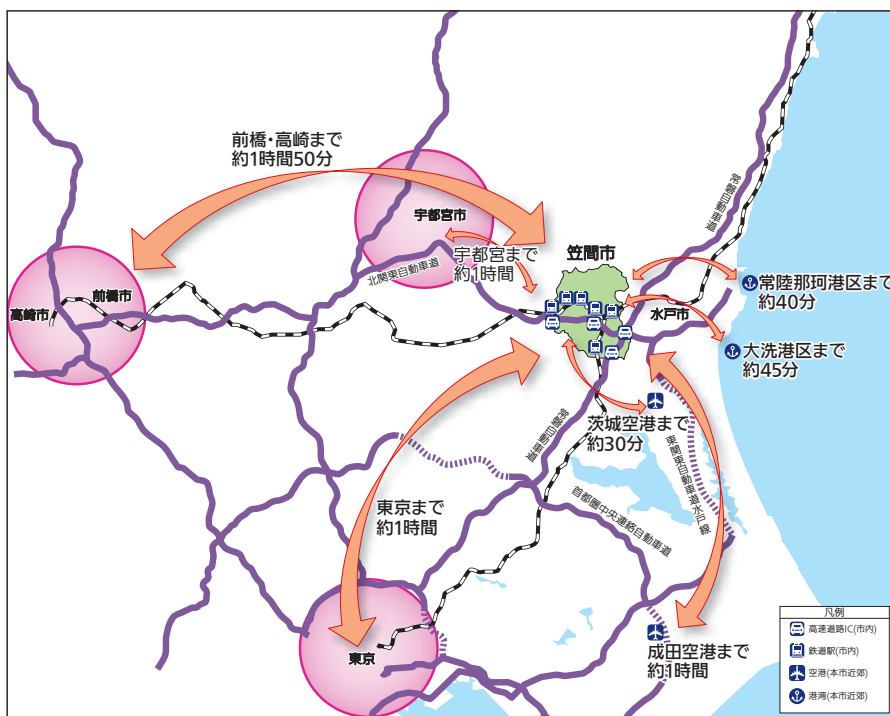 前橋・高崎まで
約1時間50分
宇都宮市
常磐自動車道
笠間市
宇都宮まで
約1時間
北関東自動車道
常陸那珂港区まで
約40分
前橋市
高崎市
水戸市
大洗港区まで
約45分
茨城空港まで
約30分
常磐自動車道
東関東自動車道水戸線
東京まで
約1時間
首都圏中央連絡自動車道
成田空港まで
約1時間
東京
凡例
高速道路IC(市内)
鉄道駅(市内)
空港(本市近郊)
港湾(本市近郊)